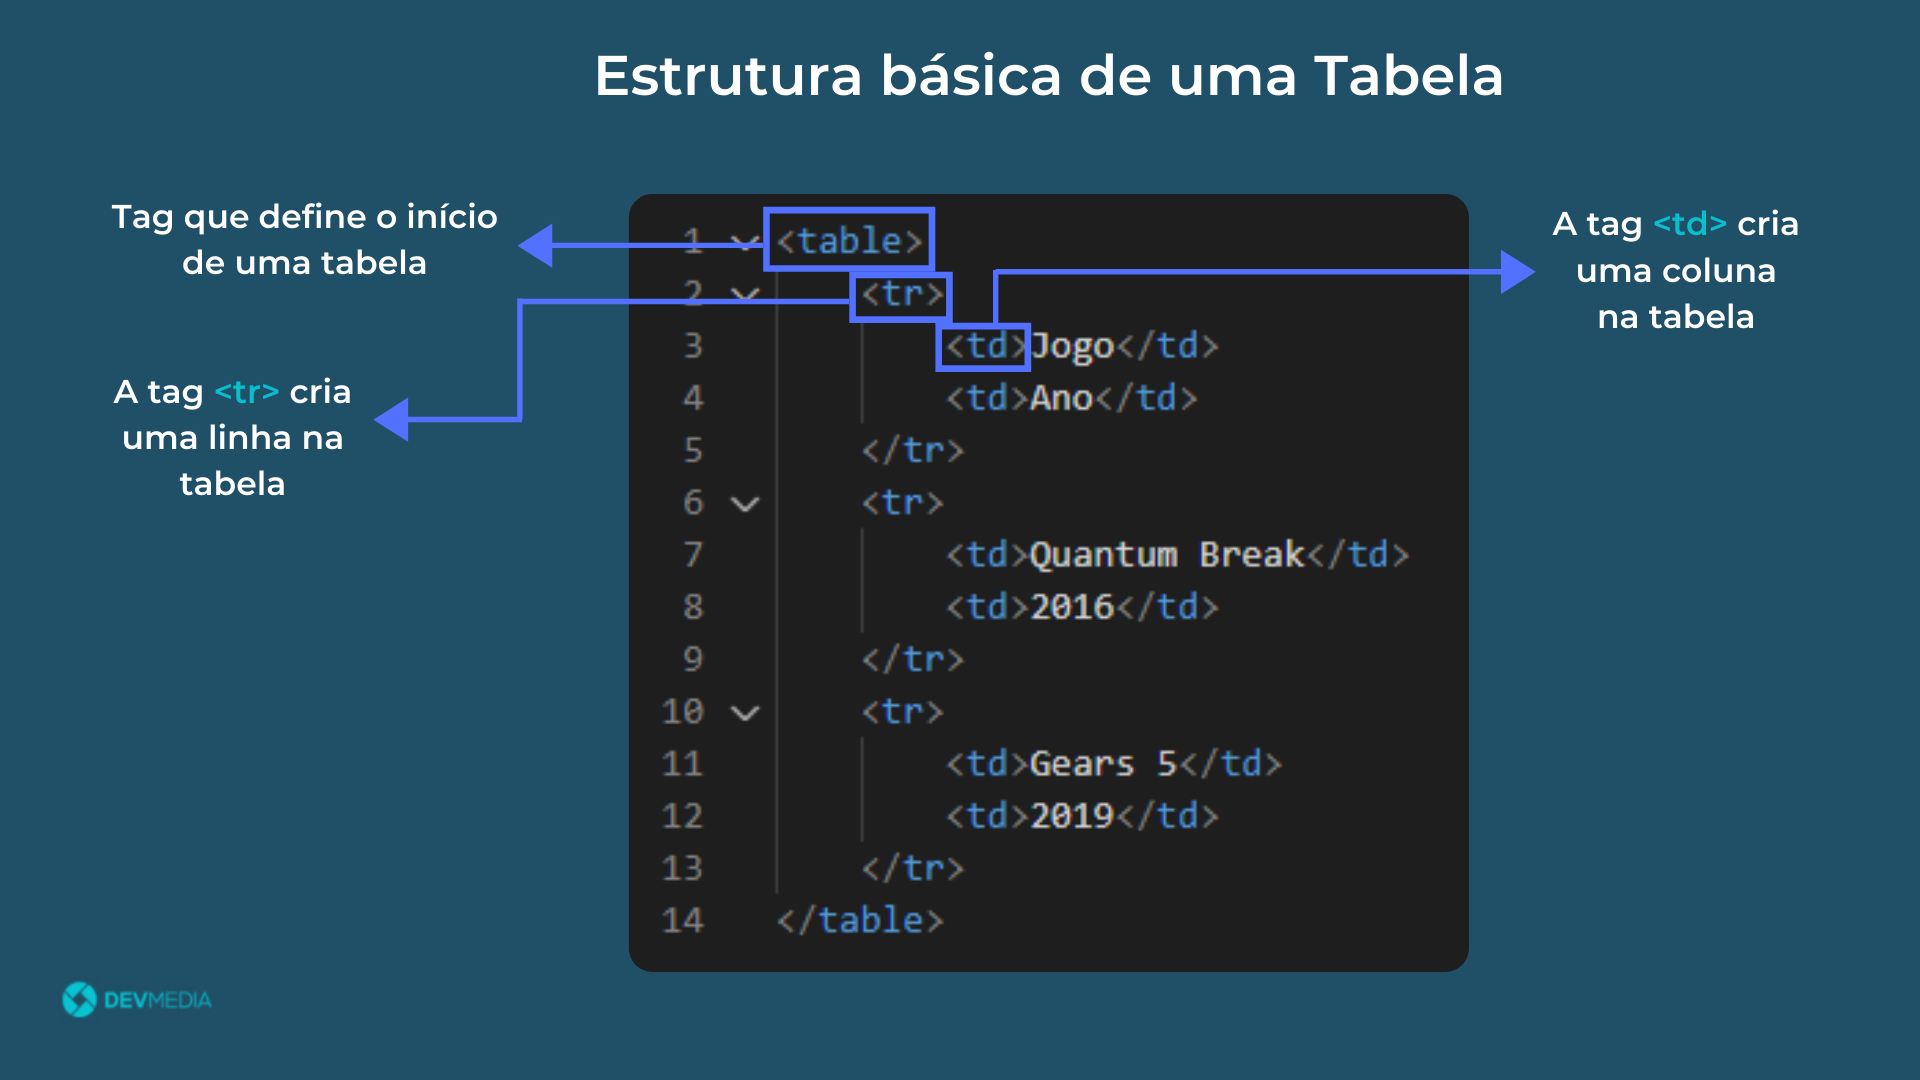 Estrutura básica de uma Tabela
Tag que define o início
de uma tabela
A tag <tr> cria
uma linha na
tabela
1 <table>
2 <tr>
3 <td>Jogo</td>
4 <td>Ano</td>
5 </tr>
6 <tr>
7 <td>Quantum Break</td>
8 <td>2016</td>
9 </tr>
10 <tr>
11 <td>Gears 5</td>
12 <td>2019</td>
13 </tr>
14 </table>
A tag <td> cria
uma coluna
na tabela
DEVMEDIA